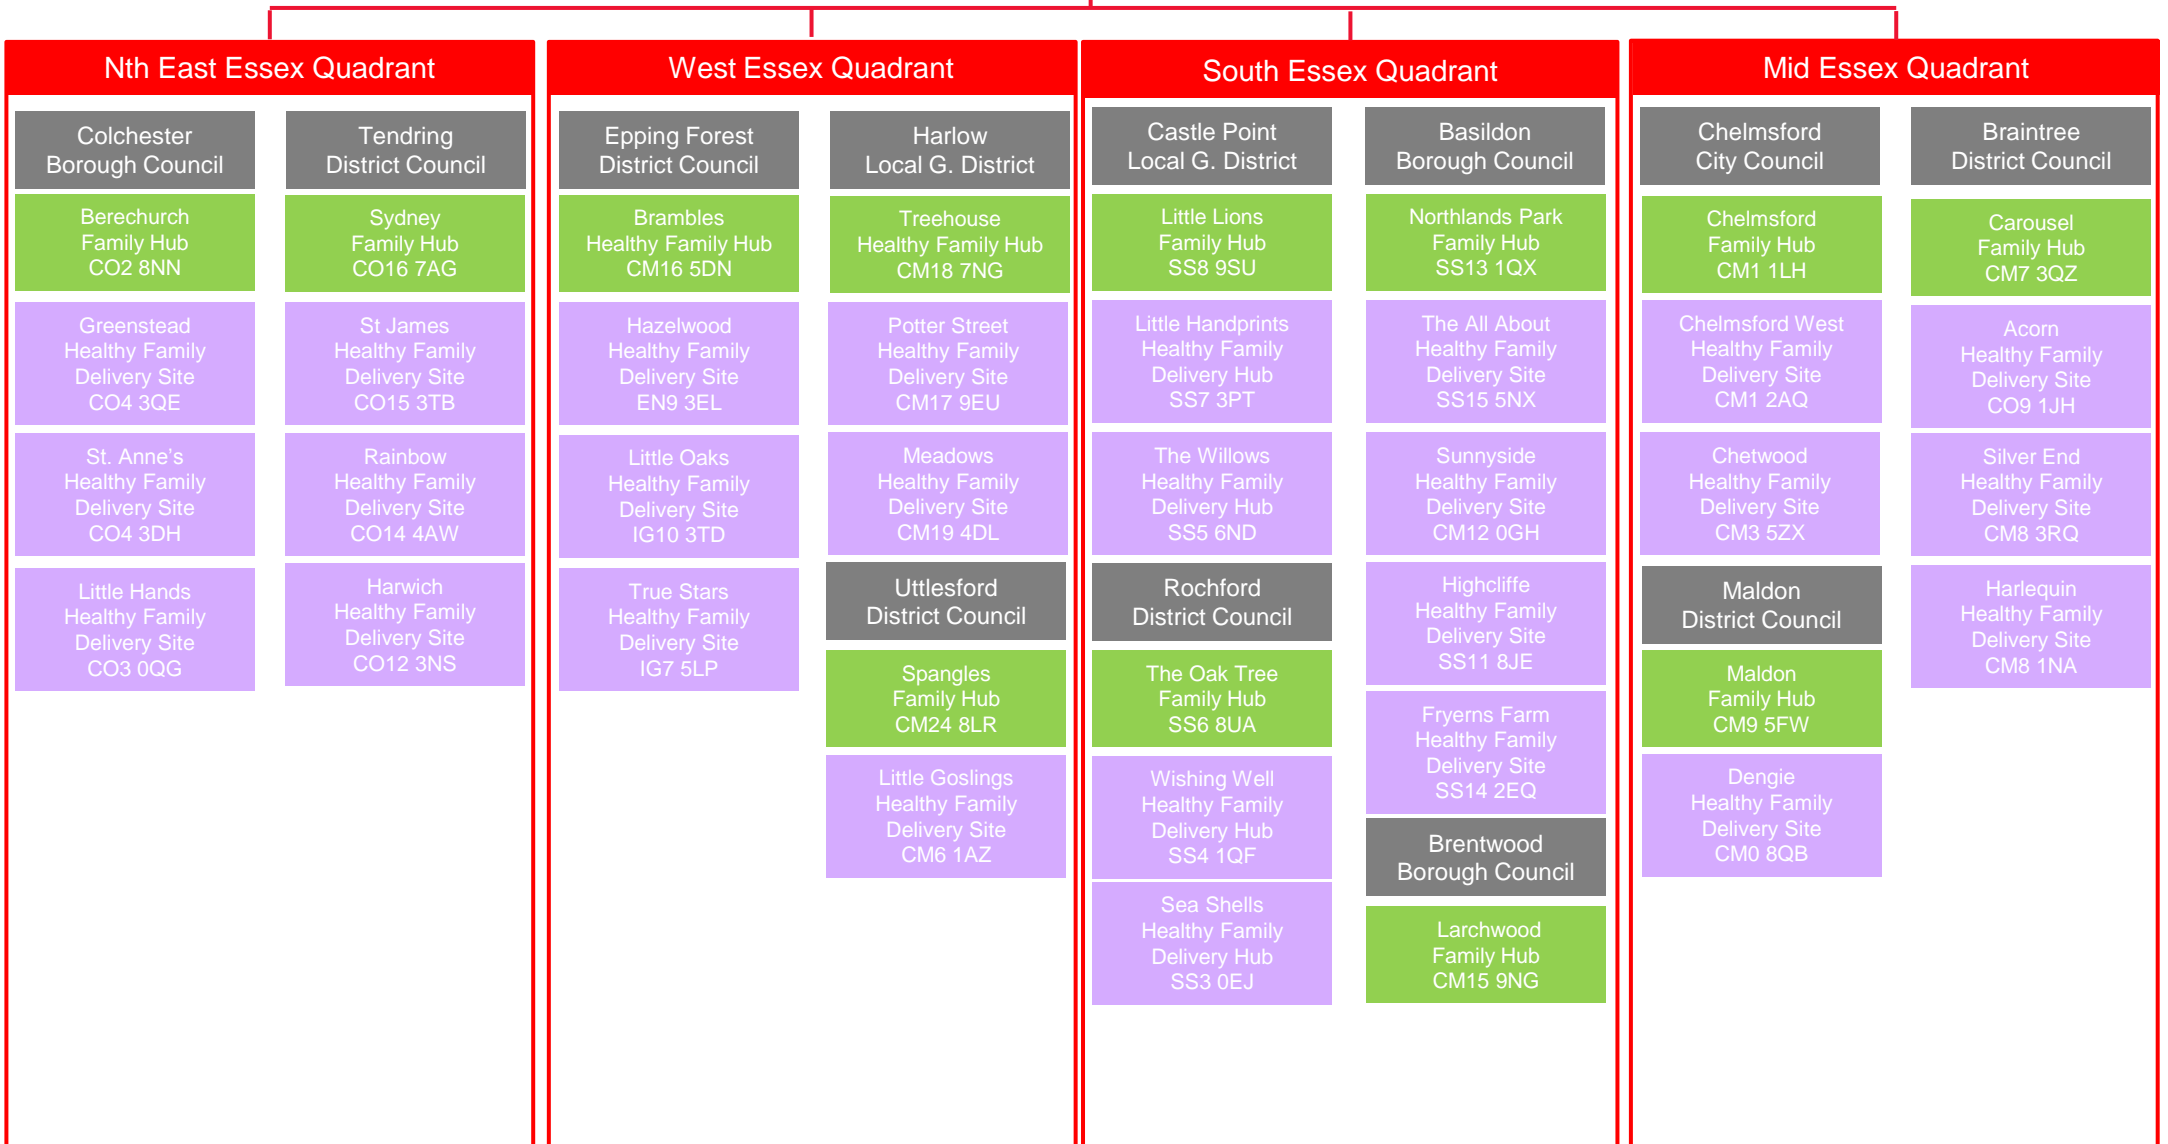 Nth East Essex Quadrant
Colchester
Borough Council
Berechurch
Family Hub
CO2 8NN
Greenstead
Healthy Family
Delivery Site
CO4 3QE
St. Anne’s
Healthy Family
Delivery Site
CO4 3DH
Little Hands
Healthy Family
Delivery Site
CO3 0QG
Tendring
District Council
Sydney
Family Hub
CO16 7AG
St James
Healthy Family
Delivery Site
CO15 3TB
Rainbow
Healthy Family
Delivery Site
CO14 4AW
Harwich
Healthy Family
Delivery Site
CO12 3NS
West Essex Quadrant
Epping Forest
District Council
Brambles
Healthy Family Hub
CM16 5DN
Hazelwood
Healthy Family
Delivery Site
EN9 3EL
Little Oaks
Healthy Family
Delivery Site
IG10 3TD
True Stars
Healthy Family
Delivery Site
IG7 5LP
Harlow
Local G. District
Treehouse
Healthy Family Hub
CM18 7NG
Potter Street
Healthy Family
Delivery Site
CM17 9EU
Meadows
Healthy Family
Delivery Site
CM19 4DL
Uttlesford
District Council
Spangles
Family Hub
CM24 8LR
Little Goslings
Healthy Family
Delivery Site
CM6 1AZ
South Essex Quadrant
Castle Point
Local G. District
Little Lions
Family Hub
SS8 9SU
Little Handprints
Healthy Family
Delivery Hub
SS7 3PT
The Willows
Healthy Family
Delivery Hub
SS5 6ND
Rochford
District Council
The Oak Tree
Family Hub
SS6 8UA
Wishing Well
Healthy Family
Delivery Hub
SS4 1QF
Sea Shells
Healthy Family
Delivery Hub
SS3 0EJ
Basildon
Borough Council
Northlands Park
Family Hub
SS13 1QX
The All About
Healthy Family
Delivery Site
SS15 5NX
Sunnyside
Healthy Family
Delivery Site
CM12 0GH
Highcliffe
Healthy Family
Delivery Site
SS11 8JE
Fryerns Farm
Healthy Family
Delivery Site
SS14 2EQ
Brentwood
Borough Council
Larchwood
Family Hub
CM15 9NG
Mid Essex Quadrant
Chelmsford
City Council
Chelmsford
Family Hub
CM1 1LH
Chelmsford West
Healthy Family
Delivery Site
CM1 2AQ
Chetwood
Healthy Family
Delivery Site
CM3 5ZX
Maldon
District Council
Maldon
Family Hub
CM9 5FW
Dengie
Healthy Family
Delivery Site
CM0 8QB
Braintree
District Council
Carousel
Family Hub
CM7 3QZ
Acorn
Healthy Family
Delivery Site
CO9 1JH
Silver End
Healthy Family
Delivery Site
CM8 3RQ
Harlequin
Healthy Family
Delivery Site
CM8 1NA